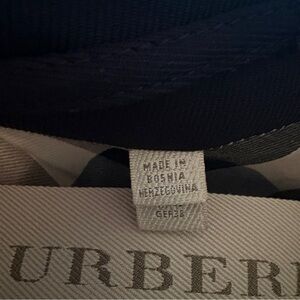 MADE IN
BOSNIA
HERZEGOVINA
GER38
URBER